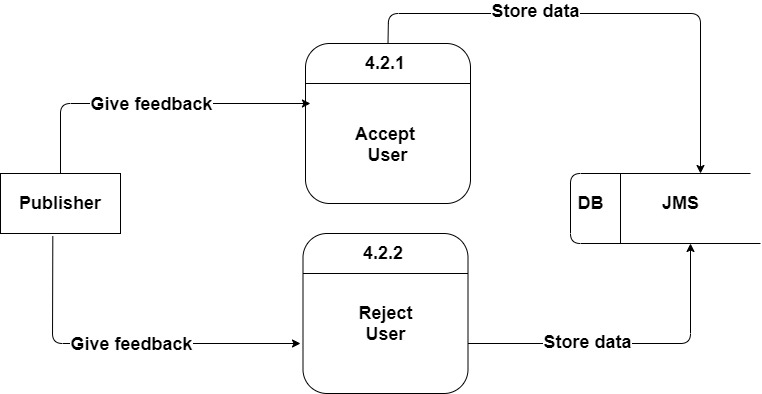 Store data
4.2.1
Give feedback
Accept
User
Publisher
DB
JMS
4.2.2
Reject
User
Give feedback
Store data